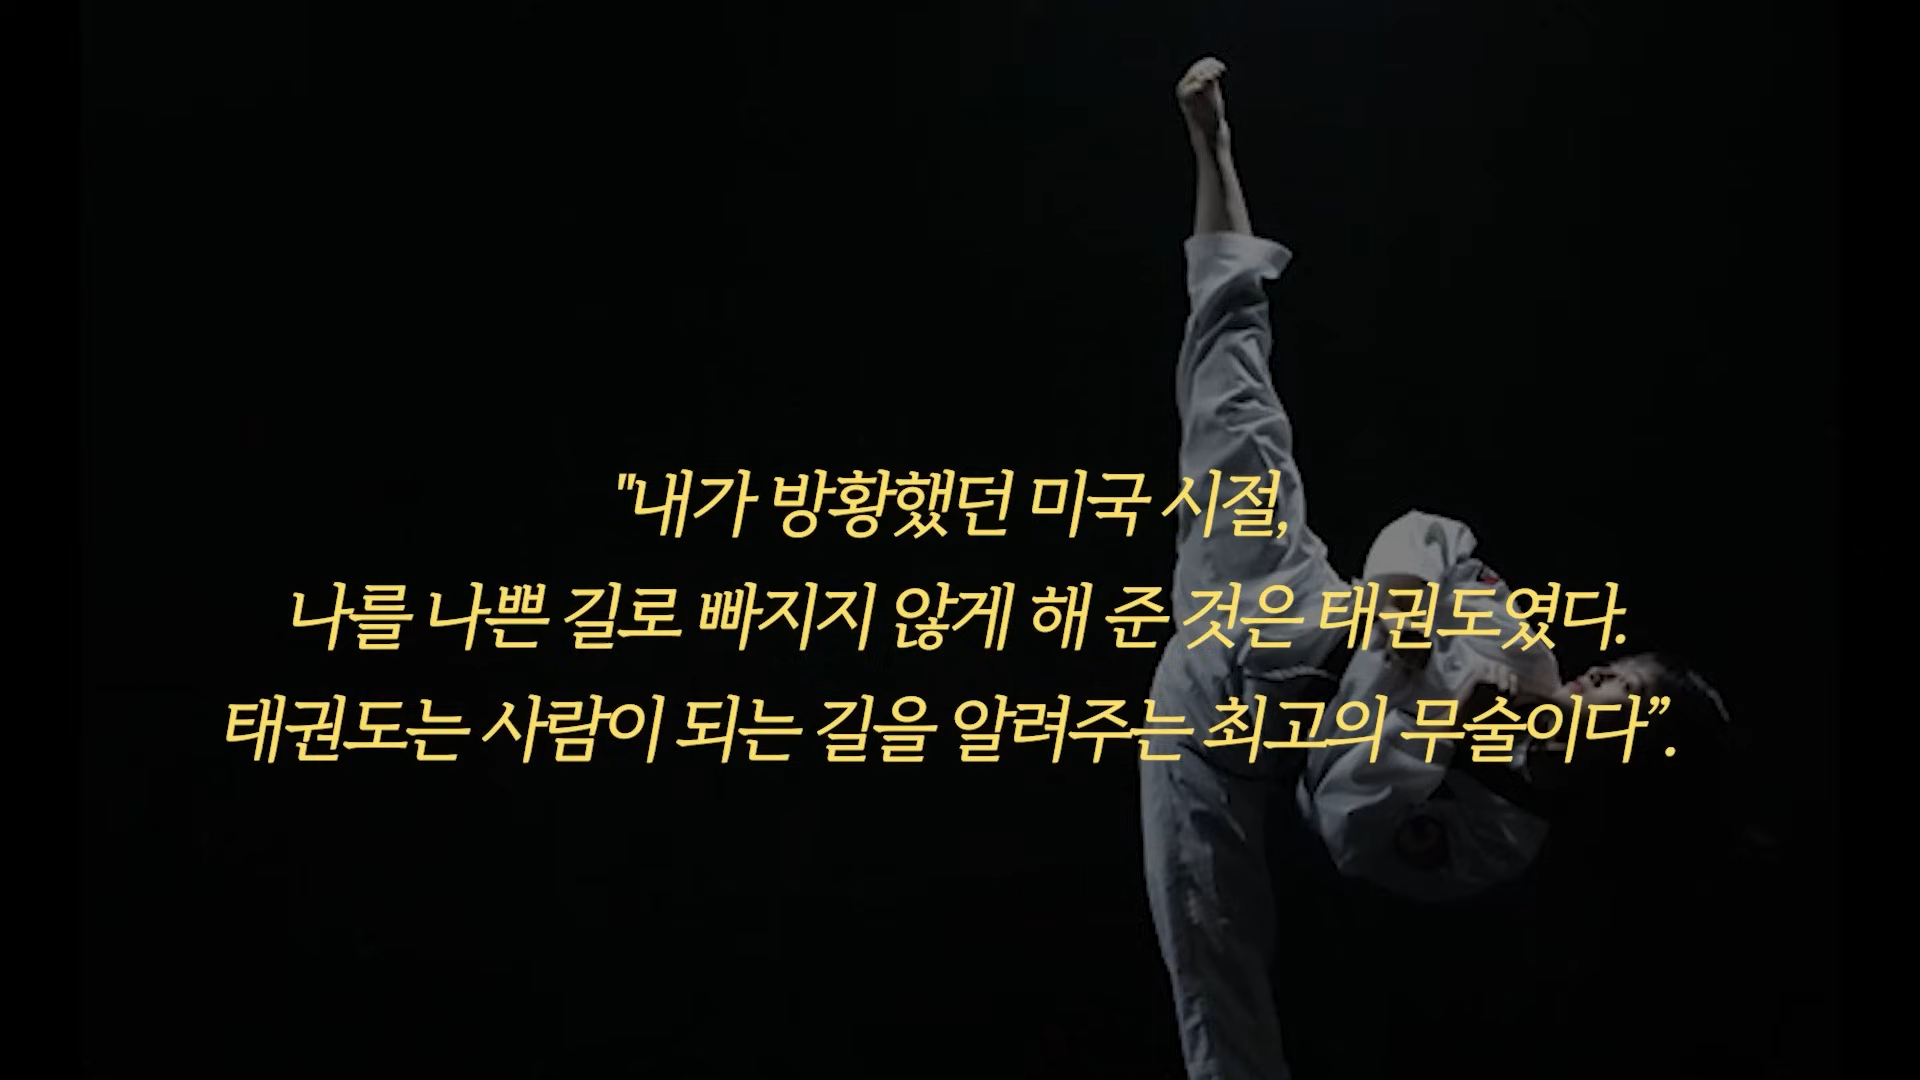 "내가 방황했던 미국 시절,
나를 나쁜 길로 빠지지 않게 해 준 것은 태권도였다.
태권도는 사람이 되는 길을 알려주는 최고의 무술이다”.